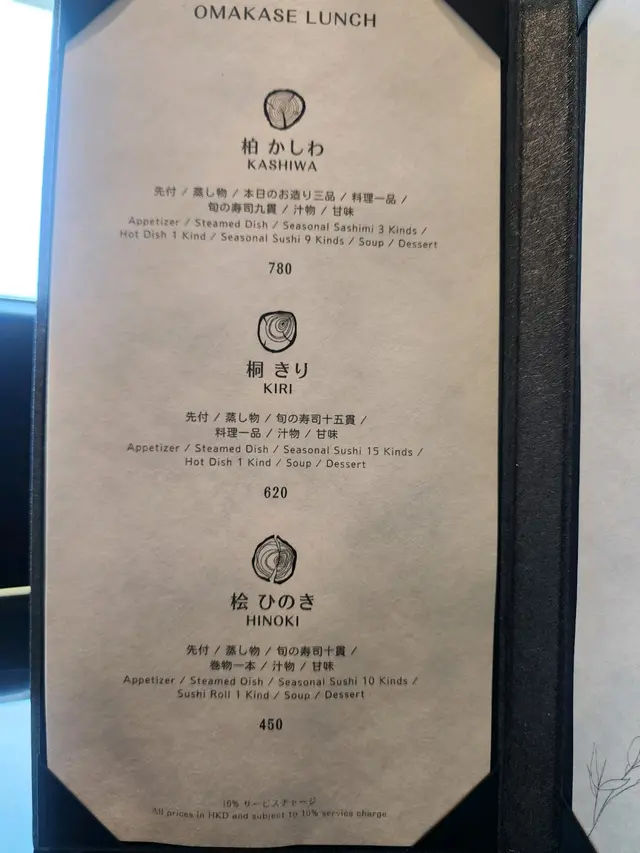 OMAKASE LUNCH
柏 かしわ
KASHIWA
先付 / 蒸し物 / 本日のお造り三品 / 料理一品 /
旬の寿司九貫 / 汁物 / 甘味
Appetizer / Steamed Dish / Seasonal Sashimi 3 Kinds /
Hot Dish 1 Kind / Seasonal Sushi 9 Kinds / Soup / Dessert
780
桐 きり
KIRI
先付 / 蒸し物 / 旬の寿司十五貫 /
料理一品 / 汁物 / 甘味
Appetizer / Steamed Dish / Seasonal Sushi 15 Kinds /
Hot Dish 1 Kind / Soup / Dessert
620
桧 ひのき
HINOKI
先付 / 蒸し物 / 旬の寿司十貫 /
巻物一本 / 汁物 / 甘味
Appetizer / Steamed Dish / Seasonal Sushi 10 Kinds /
Sushi Roll 1 Kind / Soup / Dessert
450
10% サービスチャージ
All prices in HKD and subject to 10% service charge